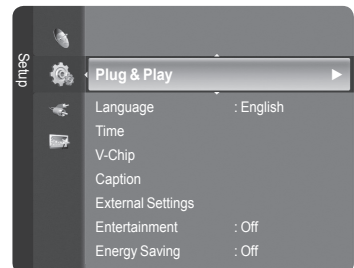 Setup
Plug & Play
Language : English
Time
V-Chip
Caption
External Settings
Entertainment : Off
Energy Saving : Off